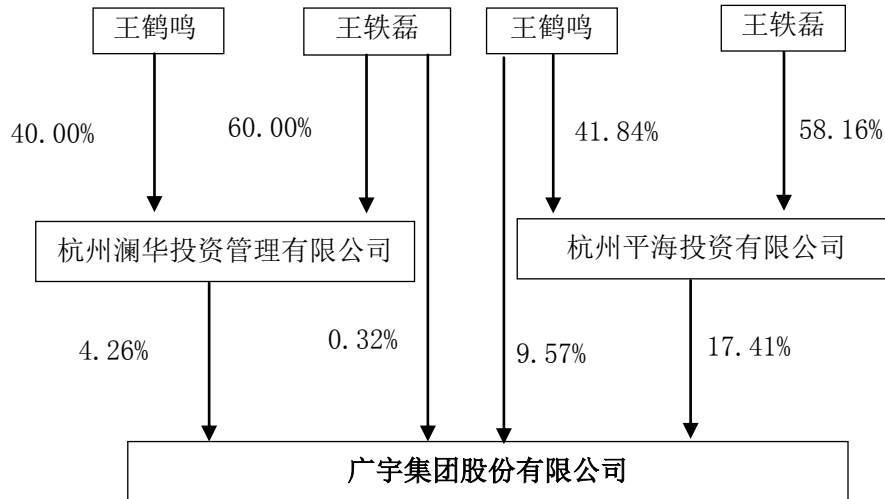 王鹤鸣
王轶磊
王鹤鸣
王轶磊
40.00%
60.00%
41.84%
58.16%
杭州澜华投资管理有限公司
杭州平海投资有限公司
4.26%
0.32%
9.57%
17.41%
广宇集团股份有限公司